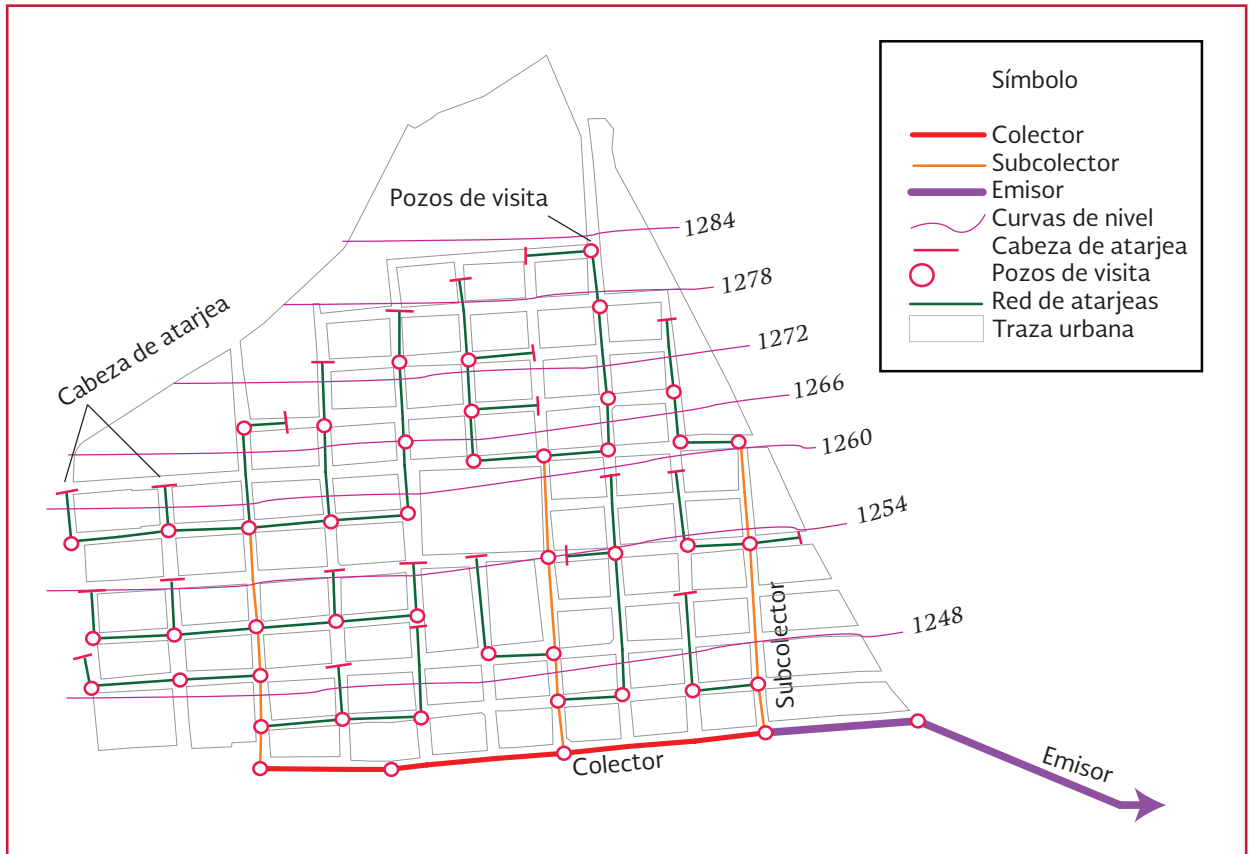 Símbolo
Colector
Subcolector
Emisor
Curvas de nivel
Cabeza de atarjea
Pozos de visita
Red de atarjeas
Traza urbana
Pozos de visita
1284
1278
1272
1266
1260
1254
1248
Cabeza de atarjea
Subcolector
Colector
Emisor